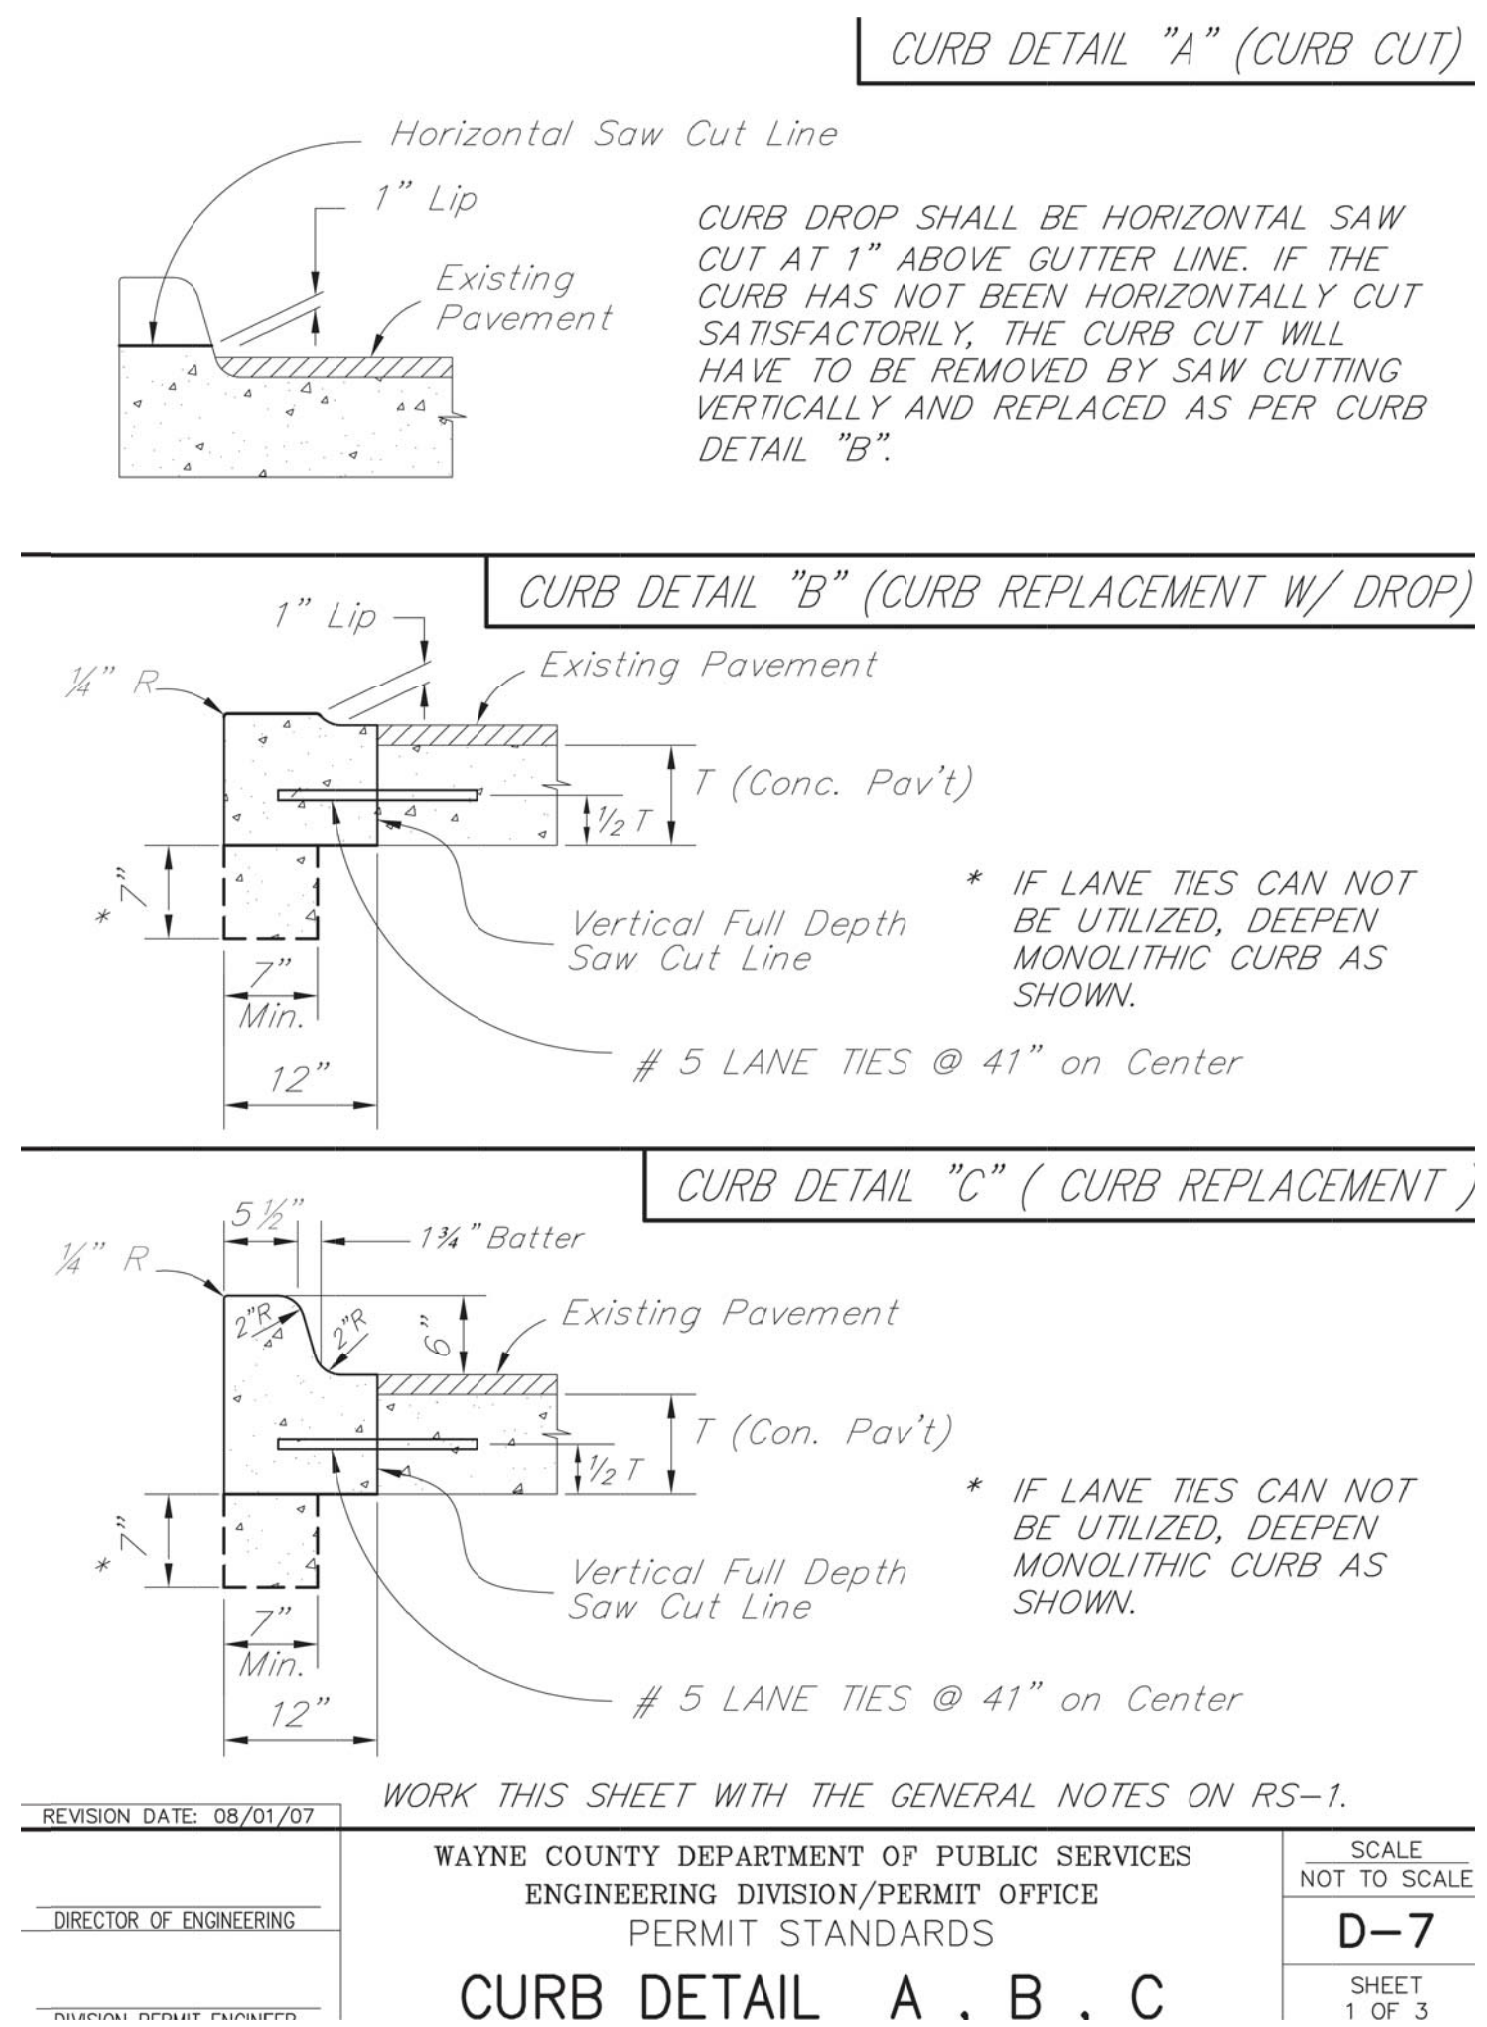 CURB DETAIL "A" (CURB CUT)
Horizontal Saw Cut Line
1" Lip
Existing
Pavement
CURB DROP SHALL BE HORIZONTAL SAW
CUT AT 1" ABOVE GUTTER LINE. IF THE
CURB HAS NOT BEEN HORIZONTALLY CUT
SATISFACTORILY, THE CURB CUT WILL
HAVE TO BE REMOVED BY SAW CUTTING
VERTICALLY AND REPLACED AS PER CURB
DETAIL "B".
CURB DETAIL "B" (CURB REPLACEMENT W/ DROP)
1" Lip
¼" R
Existing Pavement
T (Conc. Pav't)
½ T
* 7"
Vertical Full Depth
Saw Cut Line
7"
Min.
12"
* IF LANE TIES CAN NOT
BE UTILIZED, DEEPEN
MONOLITHIC CURB AS
SHOWN.
# 5 LANE TIES @ 41" on Center
CURB DETAIL "C" ( CURB REPLACEMENT )
5 ½"
1¾" Batter
¼" R
2"R
2"R
6"
Existing Pavement
T (Con. Pav't)
½ T
* 7"
Vertical Full Depth
Saw Cut Line
7"
Min.
12"
* IF LANE TIES CAN NOT
BE UTILIZED, DEEPEN
MONOLITHIC CURB AS
SHOWN.
# 5 LANE TIES @ 41" on Center
WORK THIS SHEET WITH THE GENERAL NOTES ON RS-1.
REVISION DATE: 08/01/07
DIRECTOR OF ENGINEERING
DIVISION PERMIT ENGINEER
WAYNE COUNTY DEPARTMENT OF PUBLIC SERVICES
ENGINEERING DIVISION/PERMIT OFFICE
PERMIT STANDARDS
CURB DETAIL A , B , C
SCALE
NOT TO SCALE
D-7
SHEET
1 OF 3